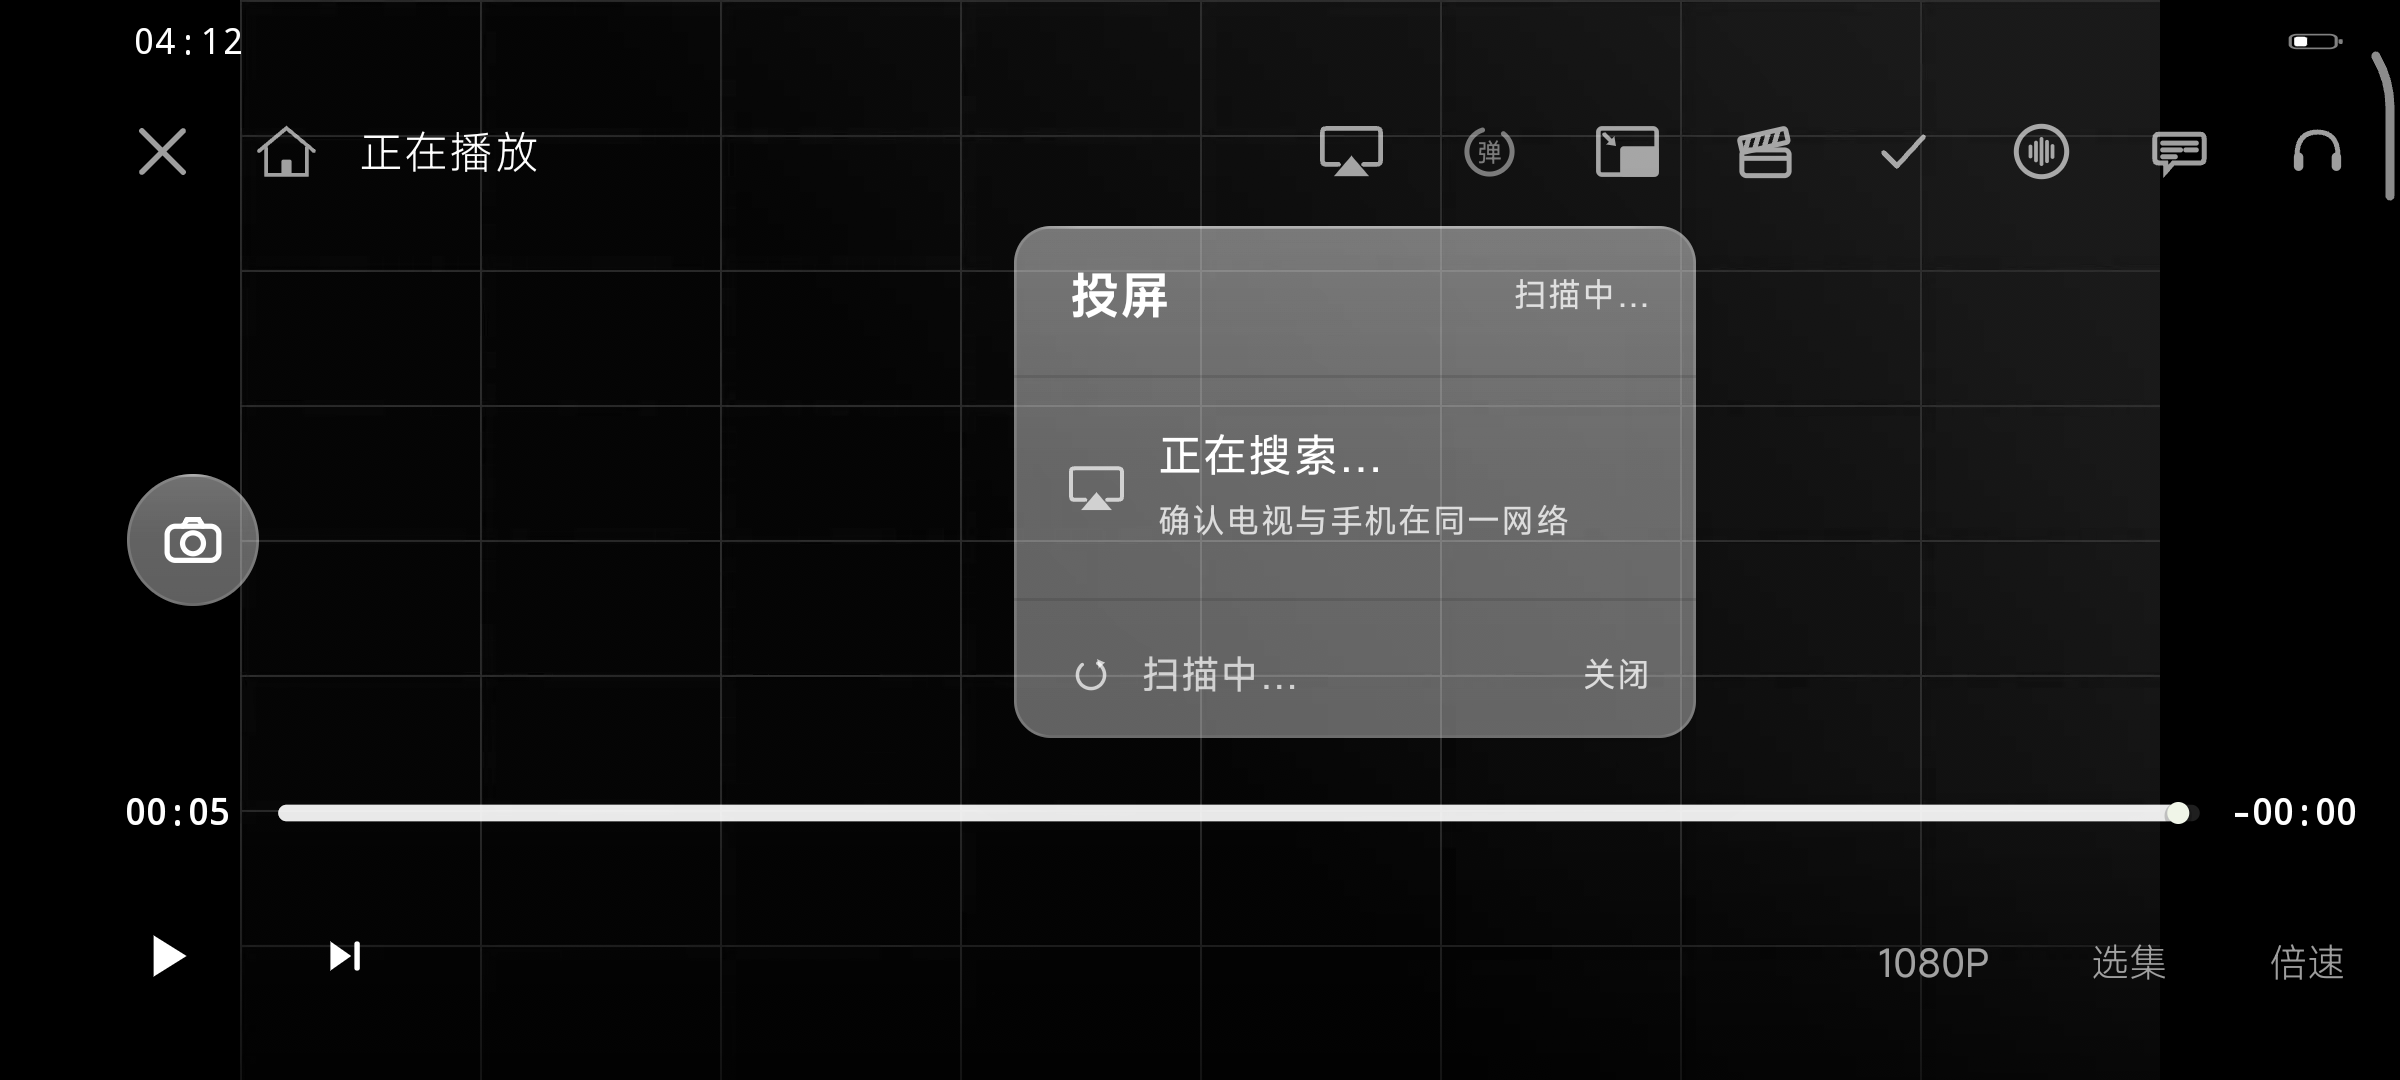 04:12
正在播放
弹
投屏
扫描中...
正在搜索...
确认电视与手机在同一网络
扫描中...
关闭
00:05
-00:00
1080P
选集
倍速